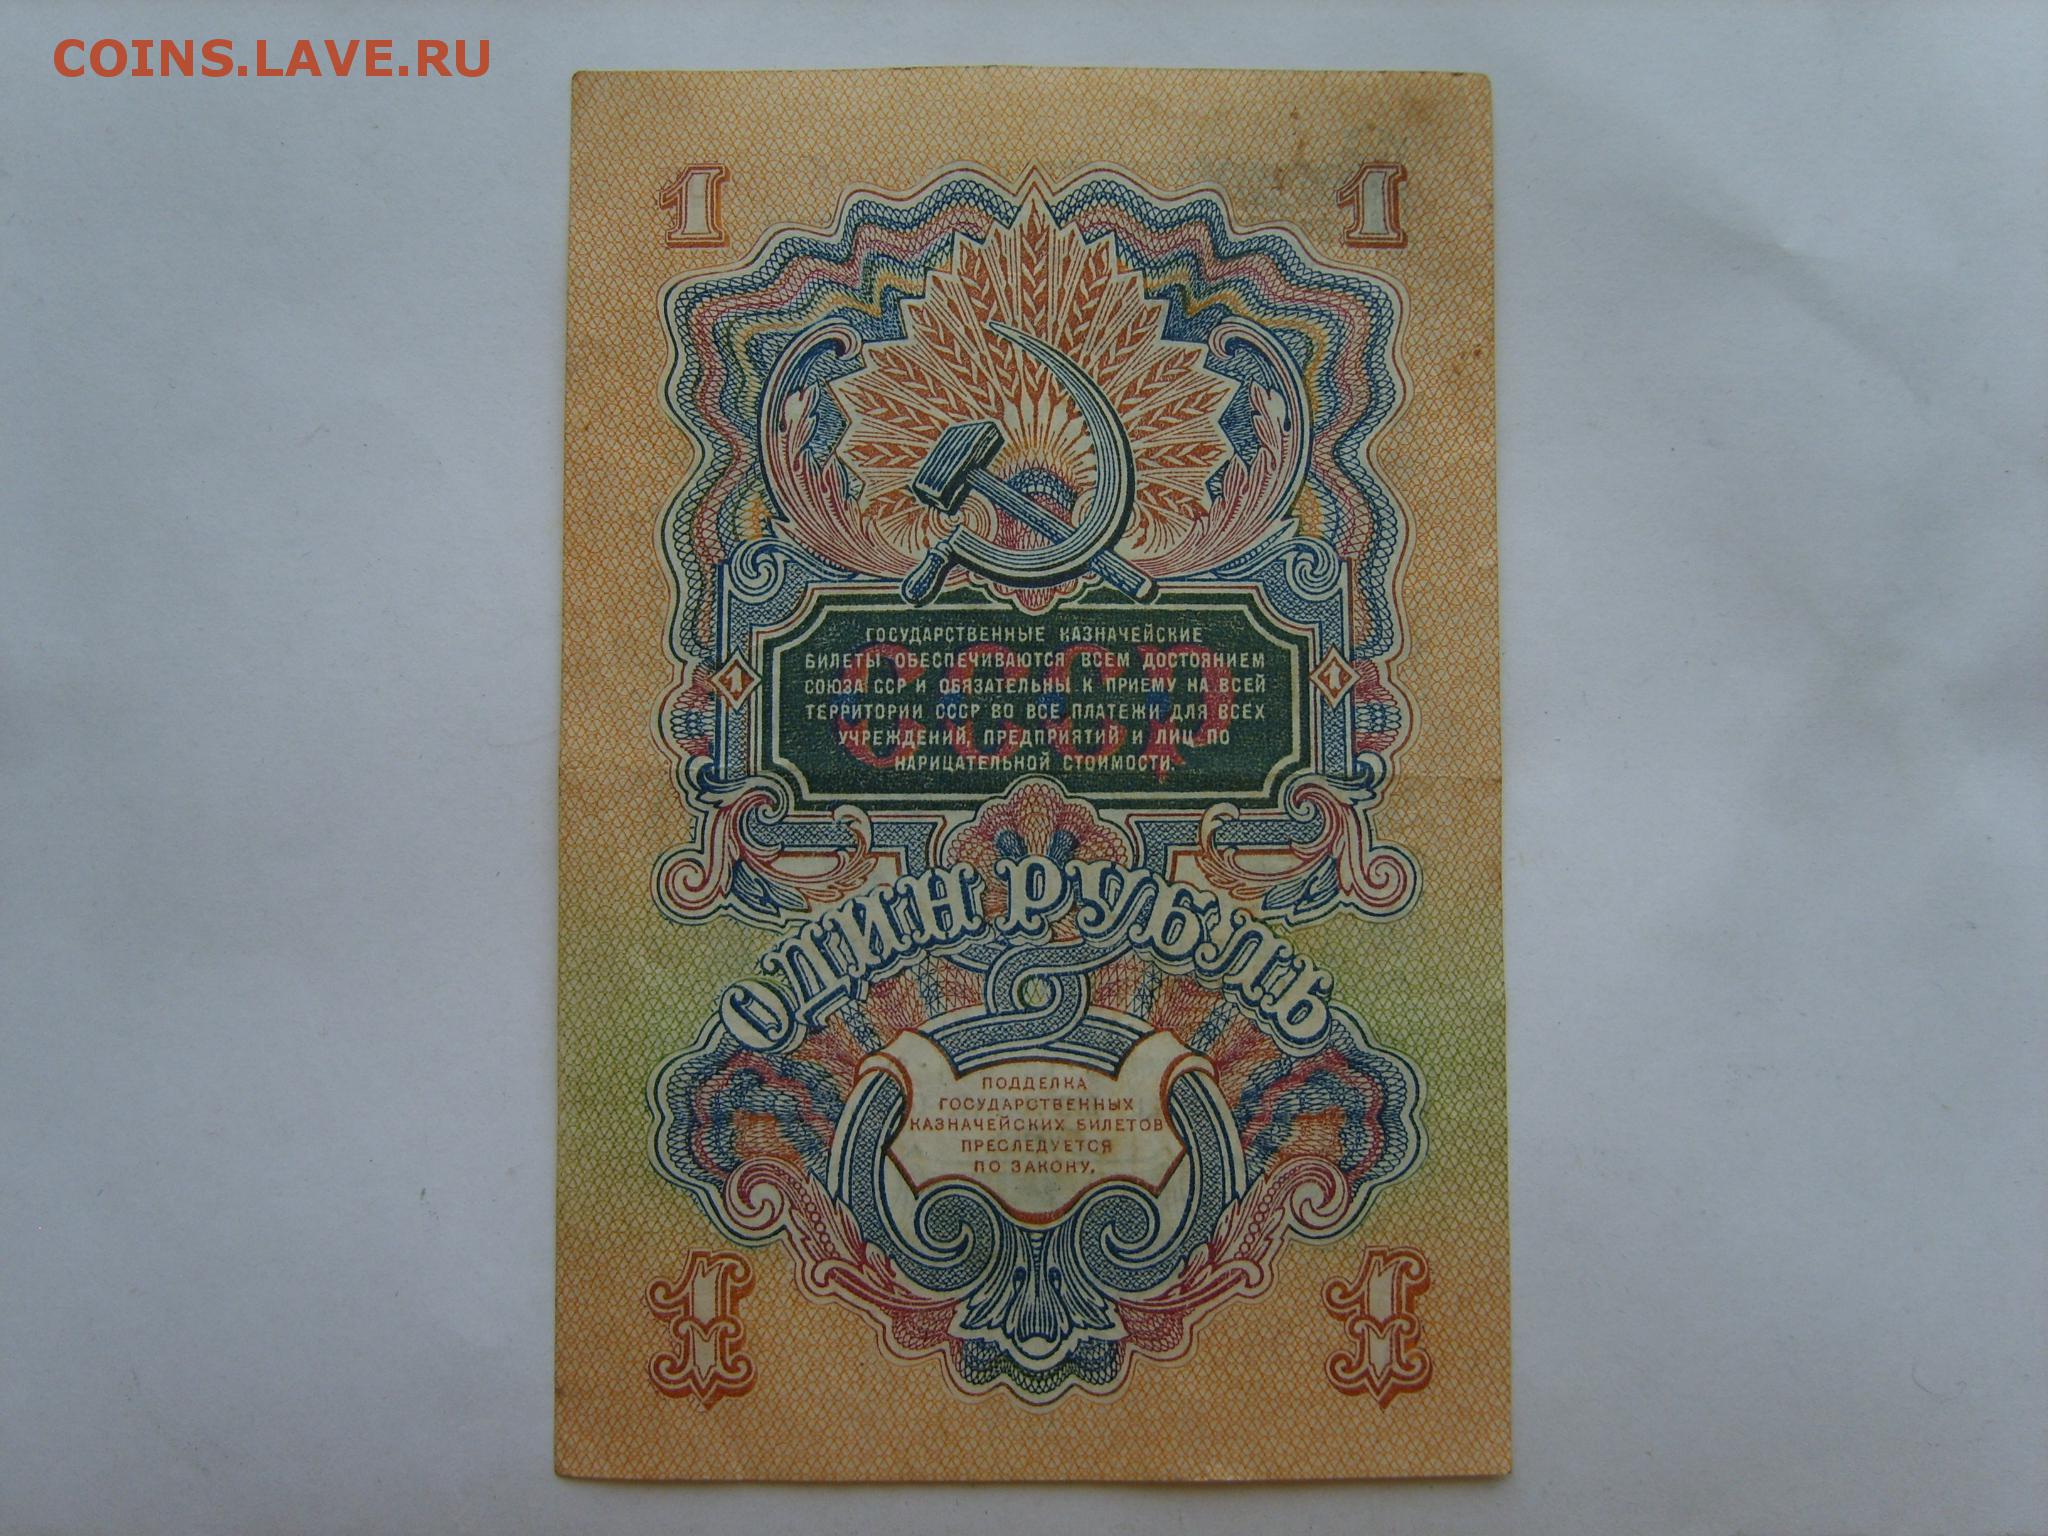 COINS.LAVE.RU
1 1
ГОСУДАРСТВЕННЫЕ КАЗНАЧЕЙСКИЕ
БИЛЕТЫ ОБЕСПЕЧИВАЮТСЯ ВСЕМ ДОСТОЯНИЕМ
СОЮЗА ССР И ОБЯЗАТЕЛЬНЫ К ПРИЕМУ НА ВСЕЙ
1 1
ТЕРРИТОРИИ СССР ВО ВСЕ ПЛАТЕЖИ ДЛЯ ВСЕХ
УЧРЕЖДЕНИЙ, ПРЕДПРИЯТИЙ И ЛИЦ ПО
НАРИЦАТЕЛЬНОЙ СТОИМОСТИ.
СССР
ОДИН РУБЛЬ
ПОДДЕЛКА
ГОСУДАРСТВЕННЫХ
КАЗНАЧЕЙСКИХ БИЛЕТОВ
ПРЕСЛЕДУЕТСЯ
ПО ЗАКОНУ.
1 1